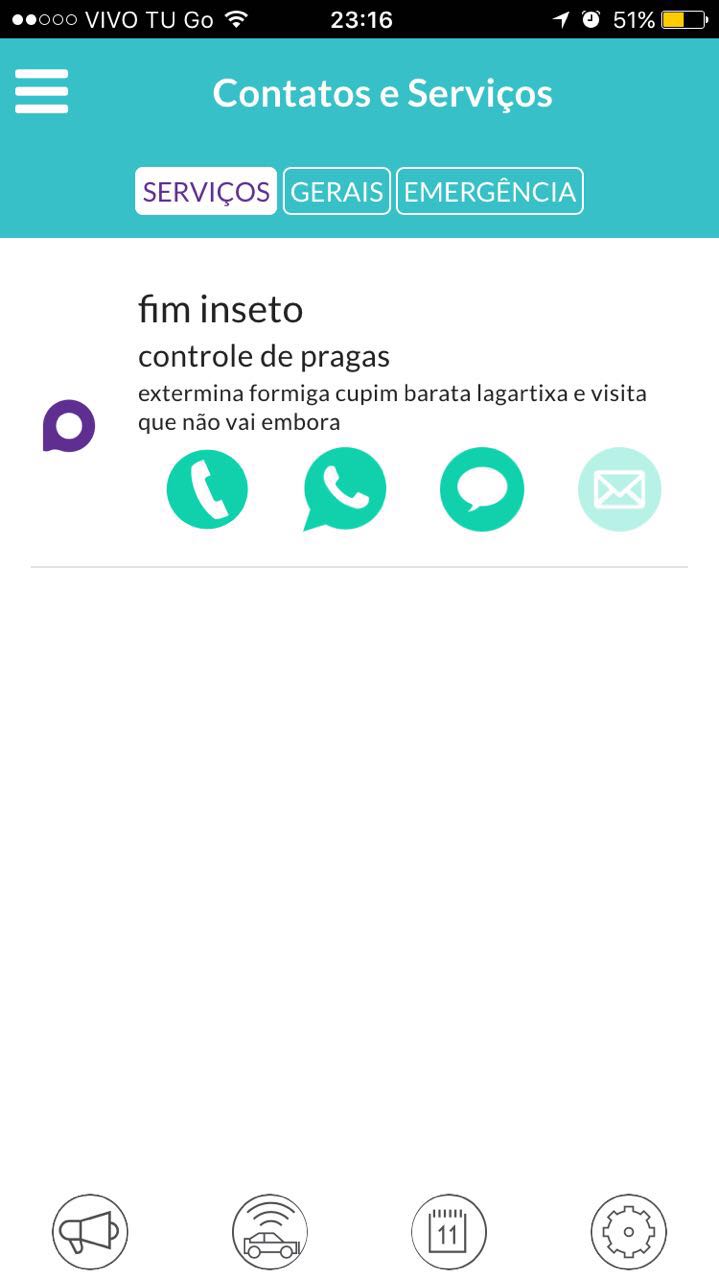 VIVO TU Go
23:16
51%
Contatos e Serviços
SERVIÇOS
GERAIS
EMERGÊNCIA
fim inseto
controle de pragas
extermina formiga cupim barata lagartixa e visita
que não vai embora
11